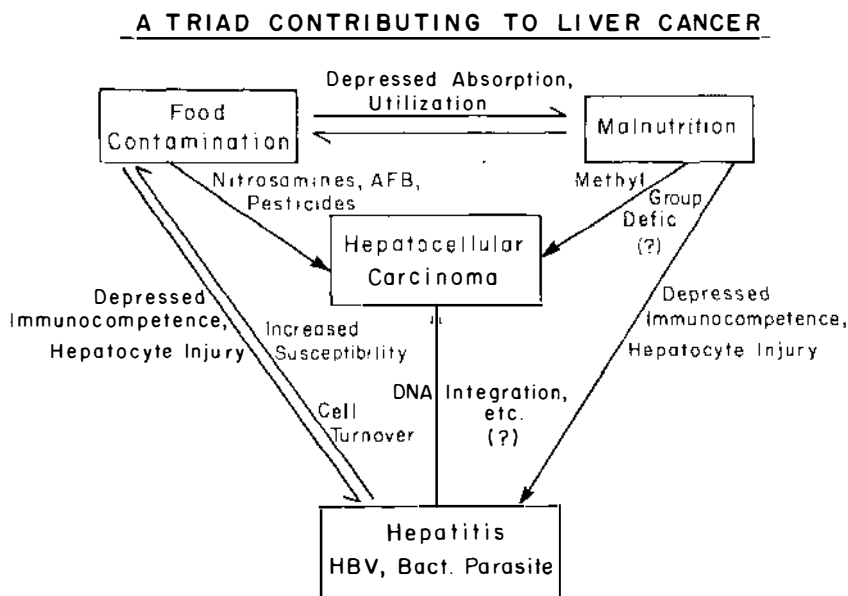 A TRIAD CONTRIBUTING TO LIVER CANCER
Depressed Absorption,
Utilization
Food
Contamination
Malnutrition
Nitrosamines, AFB,
Pesticides
Methyl
Group
Defic
(?)
Hepatocellular
Carcinoma
Depressed
Immunocompetence,
Hepatocyte Injury
Increased
Susceptibility
Cell
Turnover
DNA Integration,
etc.
(?)
Depressed
Immunocompetence,
Hepatocyte Injury
Hepatitis
HBV, Bact. Parasite